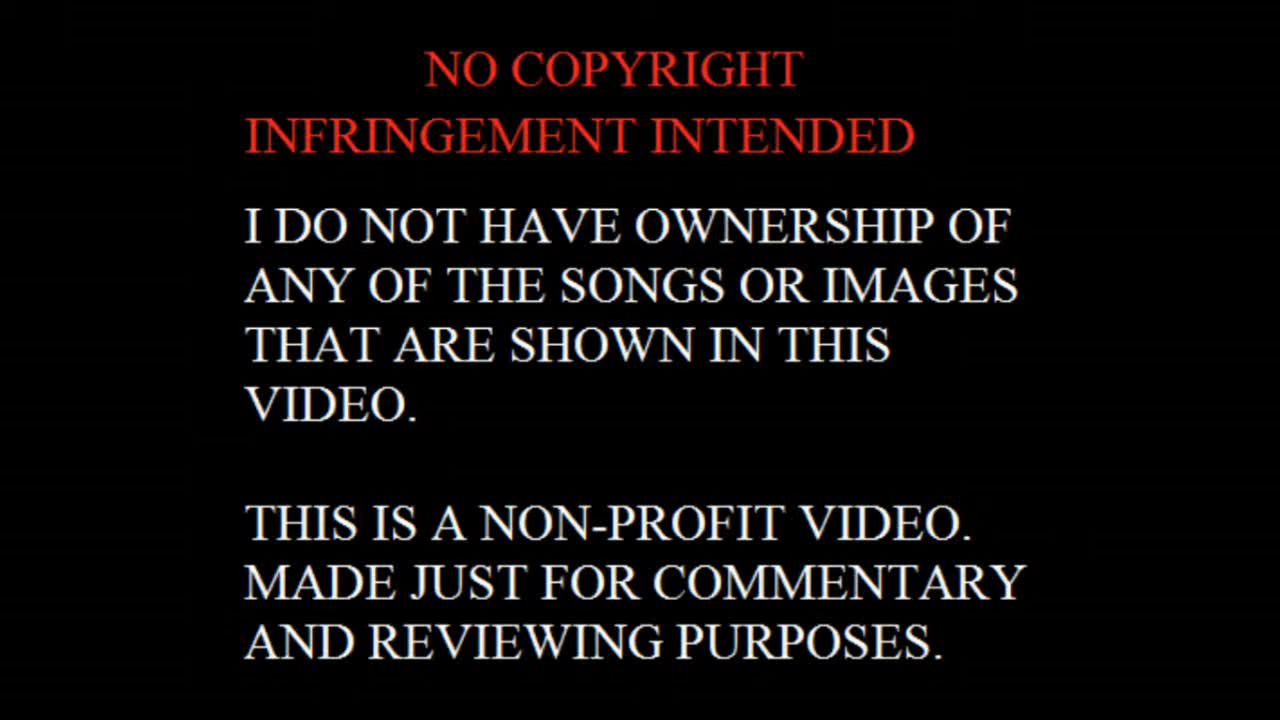 NO COPYRIGHT
INFRINGEMENT INTENDED
I DO NOT HAVE OWNERSHIP OF
ANY OF THE SONGS OR IMAGES
THAT ARE SHOWN IN THIS
VIDEO.
THIS IS A NON-PROFIT VIDEO.
MADE JUST FOR COMMENTARY
AND REVIEWING PURPOSES.